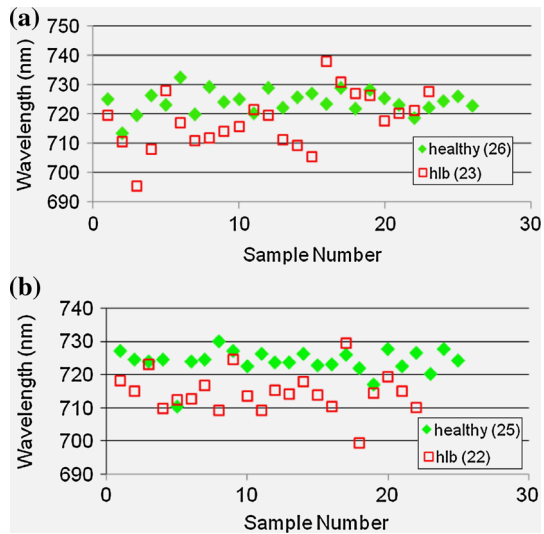 (a)
750
740
730
720
710
700
690
Wavelength (nm)
healthy (26)
hlb (23)
0 10 20 30
Sample Number
(b)
740
730
720
710
700
690
Wavelength (nm)
healthy (25)
hlb (22)
0 10 20 30
Sample Number